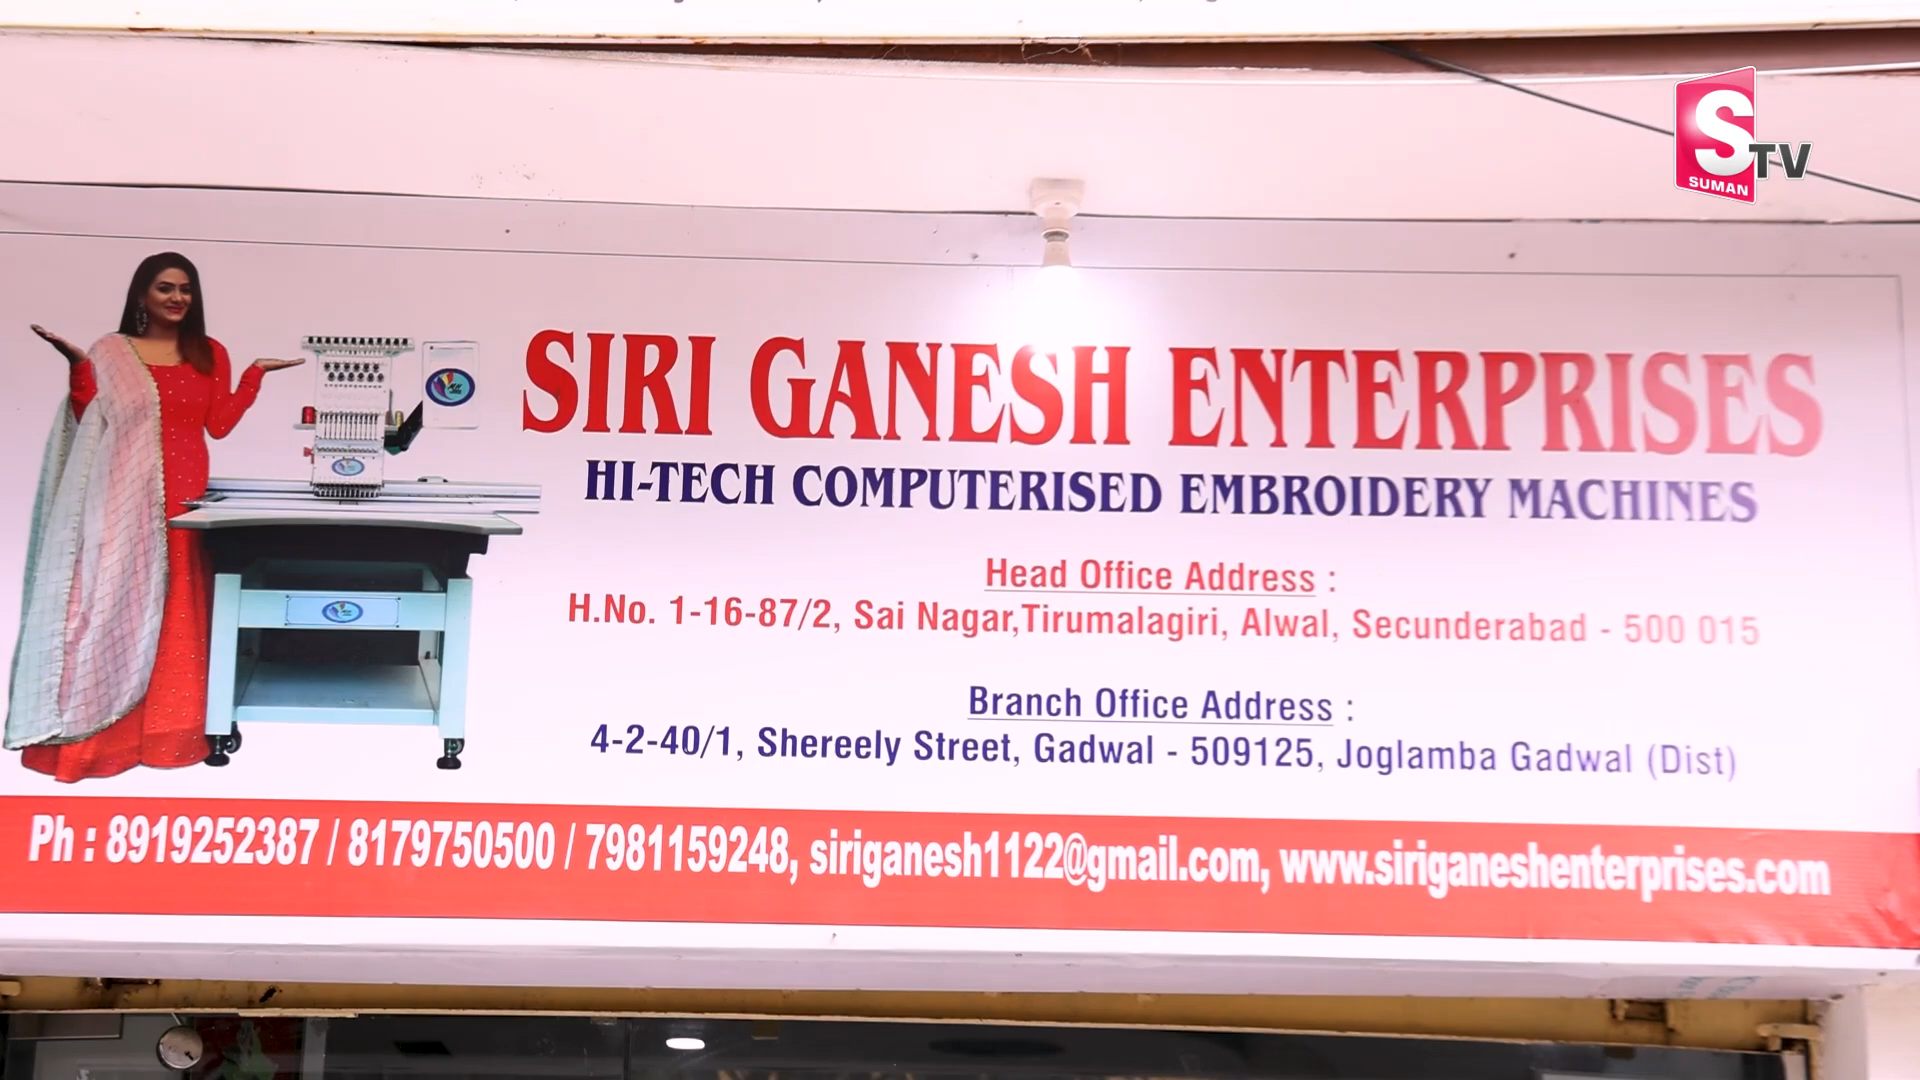 S TV
SUMAN
SIRI GANESH ENTERPRISES
HI-TECH COMPUTERISED EMBROIDERY MACHINES
Head Office Address :
H.No. 1-16-87/2, Sai Nagar,Tirumalagiri, Alwal, Secunderabad - 500 015
Branch Office Address :
4-2-40/1, Shereely Street, Gadwal - 509125, Joglamba Gadwal (Dist)
Ph : 8919252387 / 8179750500 / 7981159248, siriganesh1122@gmail.com, www.siriganeshenterprises.com